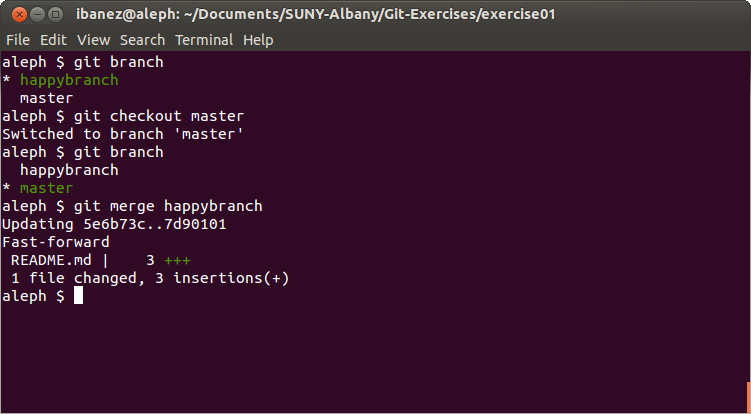 ibanez@aleph: ~/Documents/SUNY-Albany/Git-Exercises/exercise01
File Edit View Search Terminal Help
aleph $ git branch
* happybranch
  master
aleph $ git checkout master
Switched to branch 'master'
aleph $ git branch
  happybranch
* master
aleph $ git merge happybranch
Updating 5e6b73c..7d90101
Fast-forward
 README.md |    3 +++
 1 file changed, 3 insertions(+)
aleph $